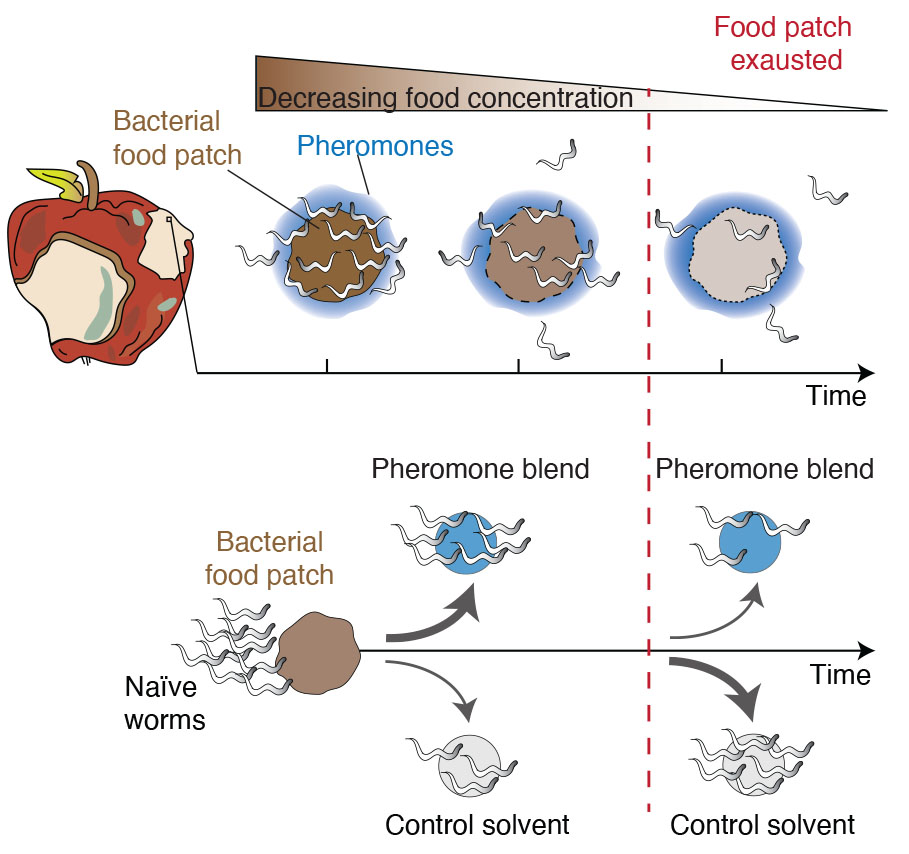 Food patch
exausted
Decreasing food concentration
Bacterial
food patch
Pheromones
Time
Pheromone blend
Pheromone blend
Bacterial
food patch
Naïve
worms
Time
Control solvent
Control solvent